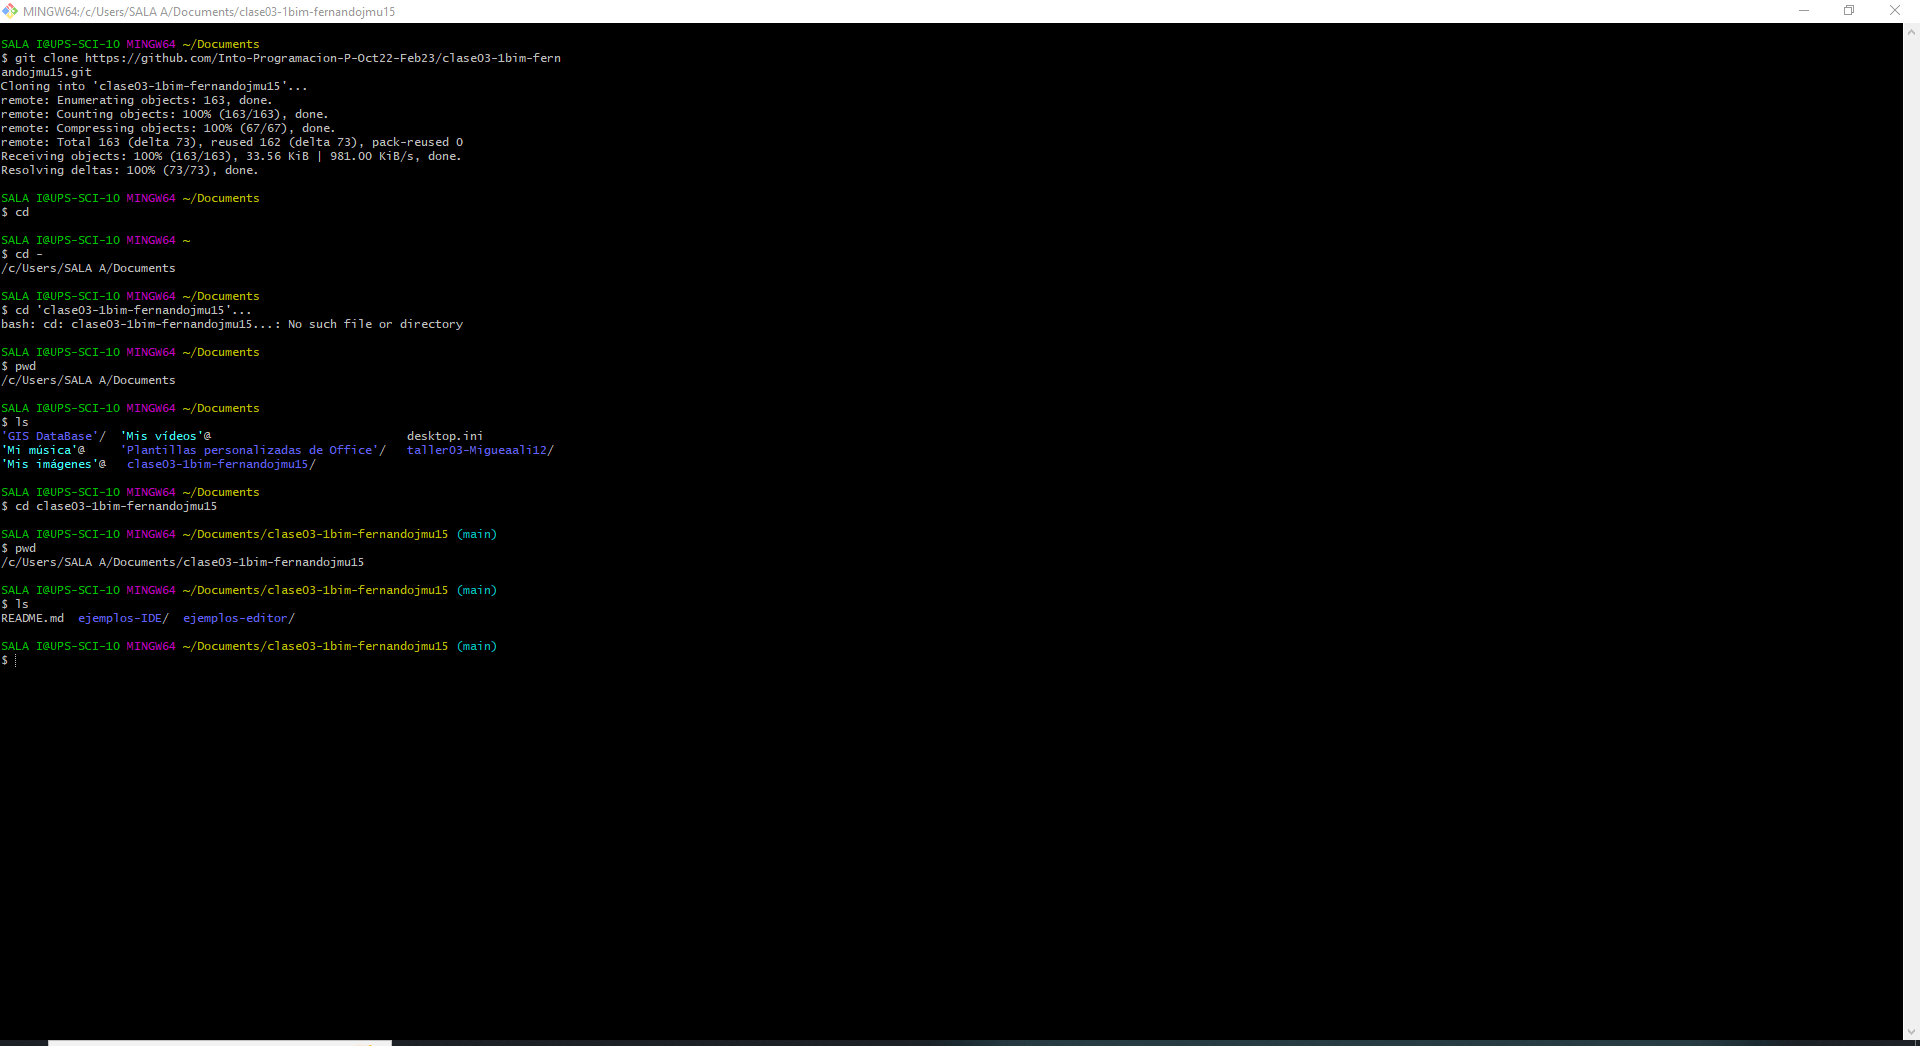 MINGW64:/c/Users/SALA A/Documents/clase03-1bim-fernandojmu15
SALA I@UPS-SCI-10 MINGW64 ~/Documents
$ git clone https://github.com/Into-Programacion-P-Oct22-Feb23/clase03-1bim-fern
andojmu15.git
Cloning into 'clase03-1bim-fernandojmu15'...
remote: Enumerating objects: 163, done.
remote: Counting objects: 100% (163/163), done.
remote: Compressing objects: 100% (67/67), done.
remote: Total 163 (delta 73), reused 162 (delta 73), pack-reused 0
Receiving objects: 100% (163/163), 33.56 KiB | 981.00 KiB/s, done.
Resolving deltas: 100% (73/73), done.
SALA I@UPS-SCI-10 MINGW64 ~/Documents
$ cd
SALA I@UPS-SCI-10 MINGW64 ~
$ cd -
/c/Users/SALA A/Documents
SALA I@UPS-SCI-10 MINGW64 ~/Documents
$ cd 'clase03-1bim-fernandojmu15'...
bash: cd: clase03-1bim-fernandojmu15...: No such file or directory
SALA I@UPS-SCI-10 MINGW64 ~/Documents
$ pwd
/c/Users/SALA A/Documents
SALA I@UPS-SCI-10 MINGW64 ~/Documents
$ ls
'GIS DataBase'/  'Mis vídeos'@  desktop.ini
'Mi música'@  'Plantillas personalizadas de Office'/  taller03-Migueaali12/
'Mis imágenes'@  clase03-1bim-fernandojmu15/
SALA I@UPS-SCI-10 MINGW64 ~/Documents
$ cd clase03-1bim-fernandojmu15
SALA I@UPS-SCI-10 MINGW64 ~/Documents/clase03-1bim-fernandojmu15 (main)
$ pwd
/c/Users/SALA A/Documents/clase03-1bim-fernandojmu15
SALA I@UPS-SCI-10 MINGW64 ~/Documents/clase03-1bim-fernandojmu15 (main)
$ ls
README.md  ejemplos-IDE/  ejemplos-editor/
SALA I@UPS-SCI-10 MINGW64 ~/Documents/clase03-1bim-fernandojmu15 (main)
$